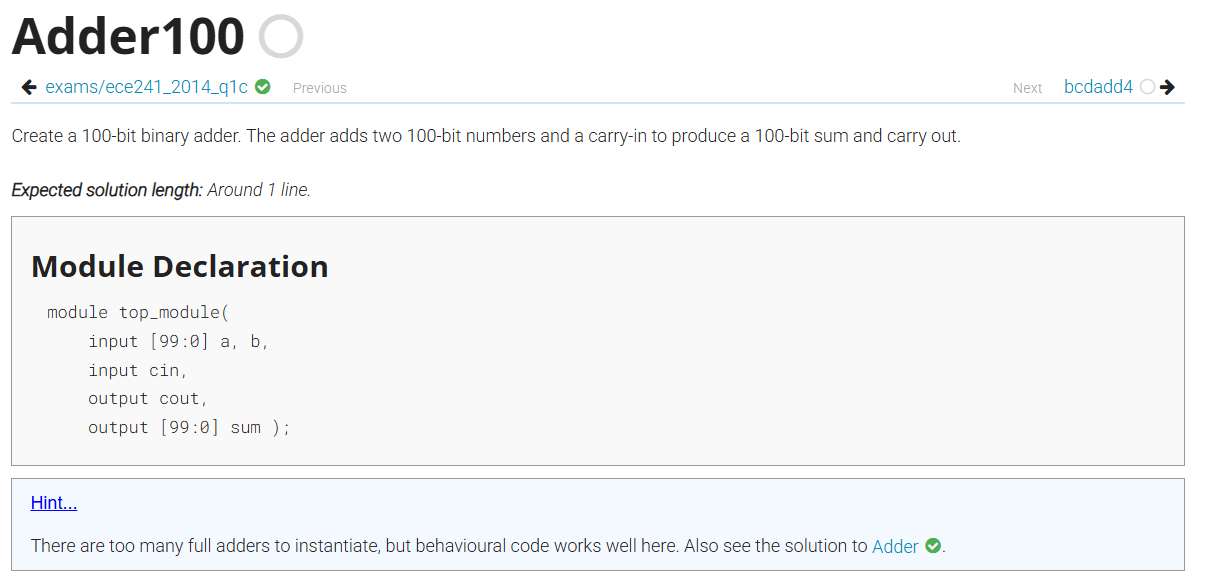 Adder100
exams/ece241_2014_q1c Previous Next bcdadd4
Create a 100-bit binary adder. The adder adds two 100-bit numbers and a carry-in to produce a 100-bit sum and carry out.
Expected solution length: Around 1 line.
Module Declaration
module top_module(
input [99:0] a, b,
input cin,
output cout,
output [99:0] sum );
Hint...
There are too many full adders to instantiate, but behavioural code works well here. Also see the solution to Adder.